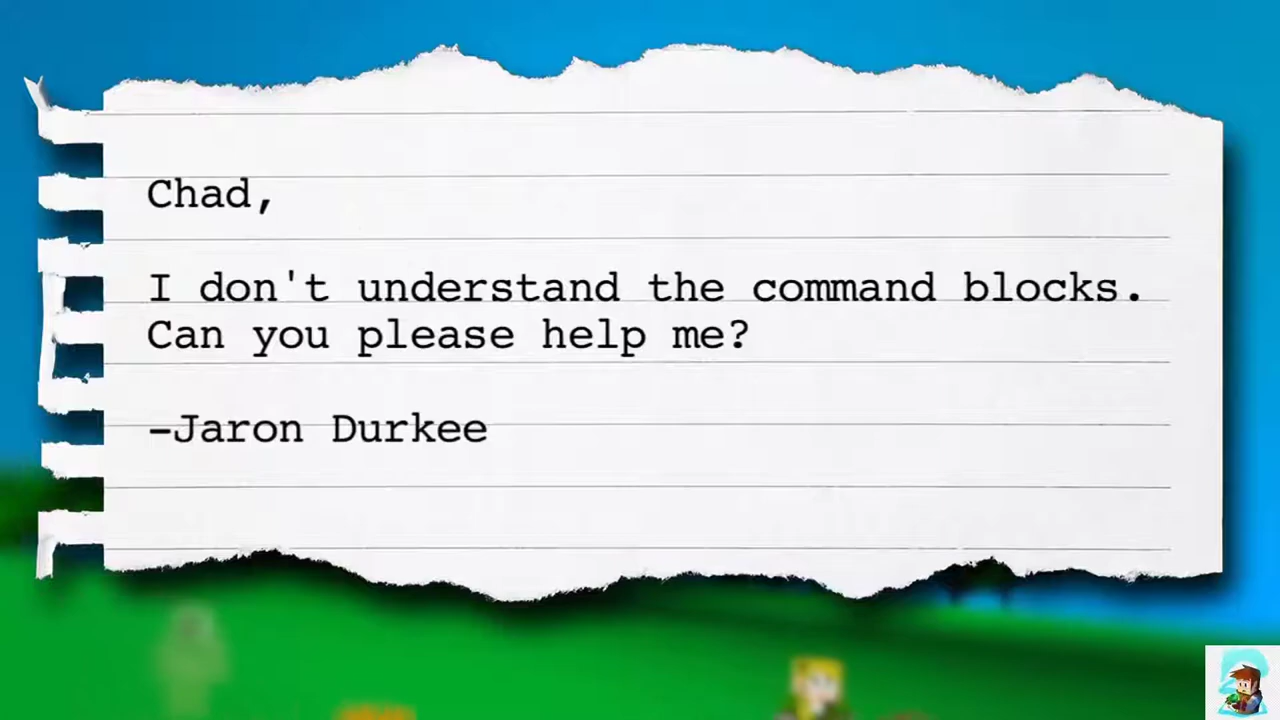 Chad,
I don't understand the command blocks.
Can you please help me?
-Jaron Durkee